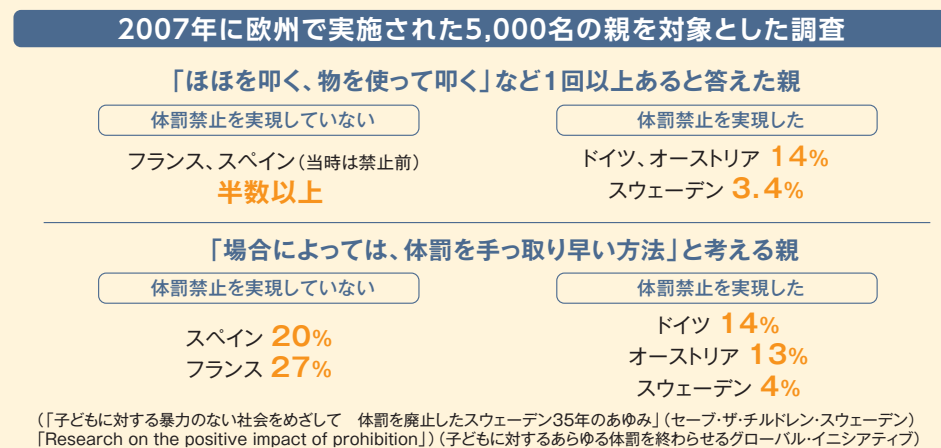 2007年に欧州で実施された5,000名の親を対象とした調査
「ほほを叩く、物を使って叩く」など1回以上あると答えた親
体罰禁止を実現していない
フランス、スペイン(当時は禁止前)
半数以上
体罰禁止を実現した
ドイツ、オーストリア 14%
スウェーデン 3.4%
「場合によっては、体罰を手っ取り早い方法」と考える親
体罰禁止を実現していない
スペイン 20%
フランス 27%
体罰禁止を実現した
ドイツ 14%
オーストリア 13%
スウェーデン 4%
(「子どもに対する暴力のない社会をめざして 体罰を廃止したスウェーデン35年のあゆみ」(セーブ・ザ・チルドレン・スウェーデン)
「Research on the positive impact of prohibition」)(子どもに対するあらゆる体罰を終わらせるグローバル・イニシアティブ)